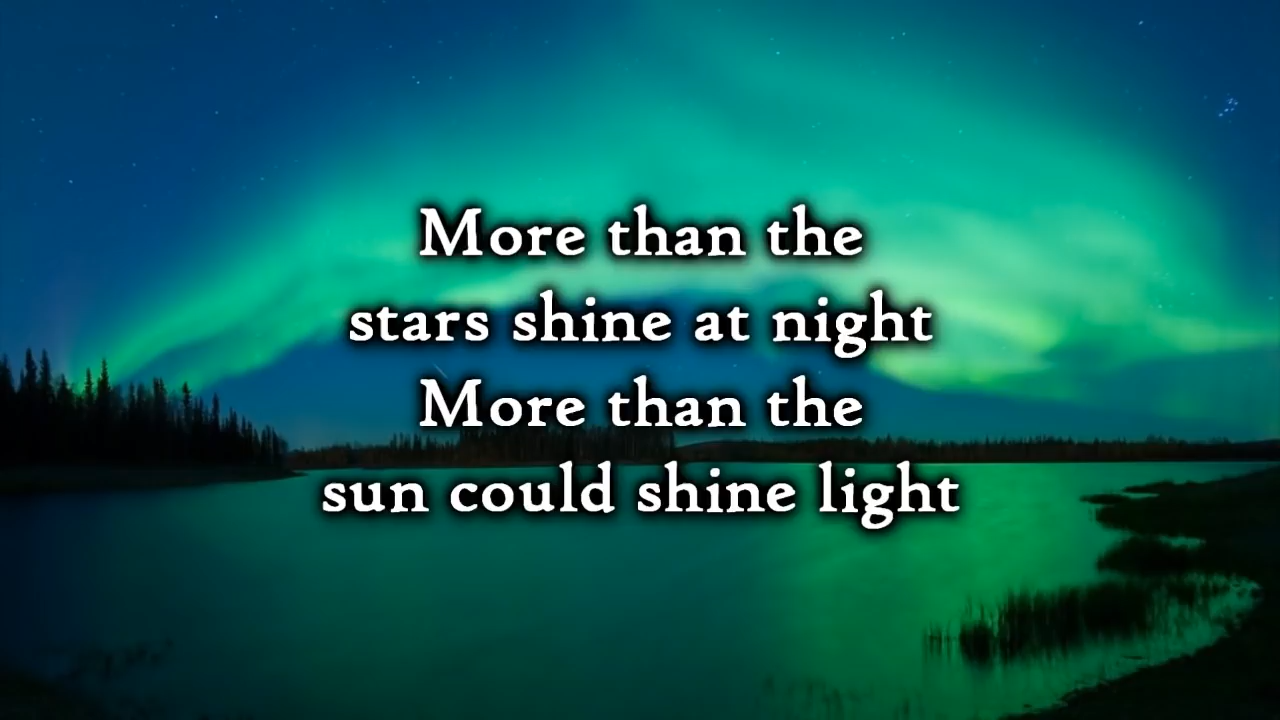 More than the
stars shine at night
More than the
sun could shine light